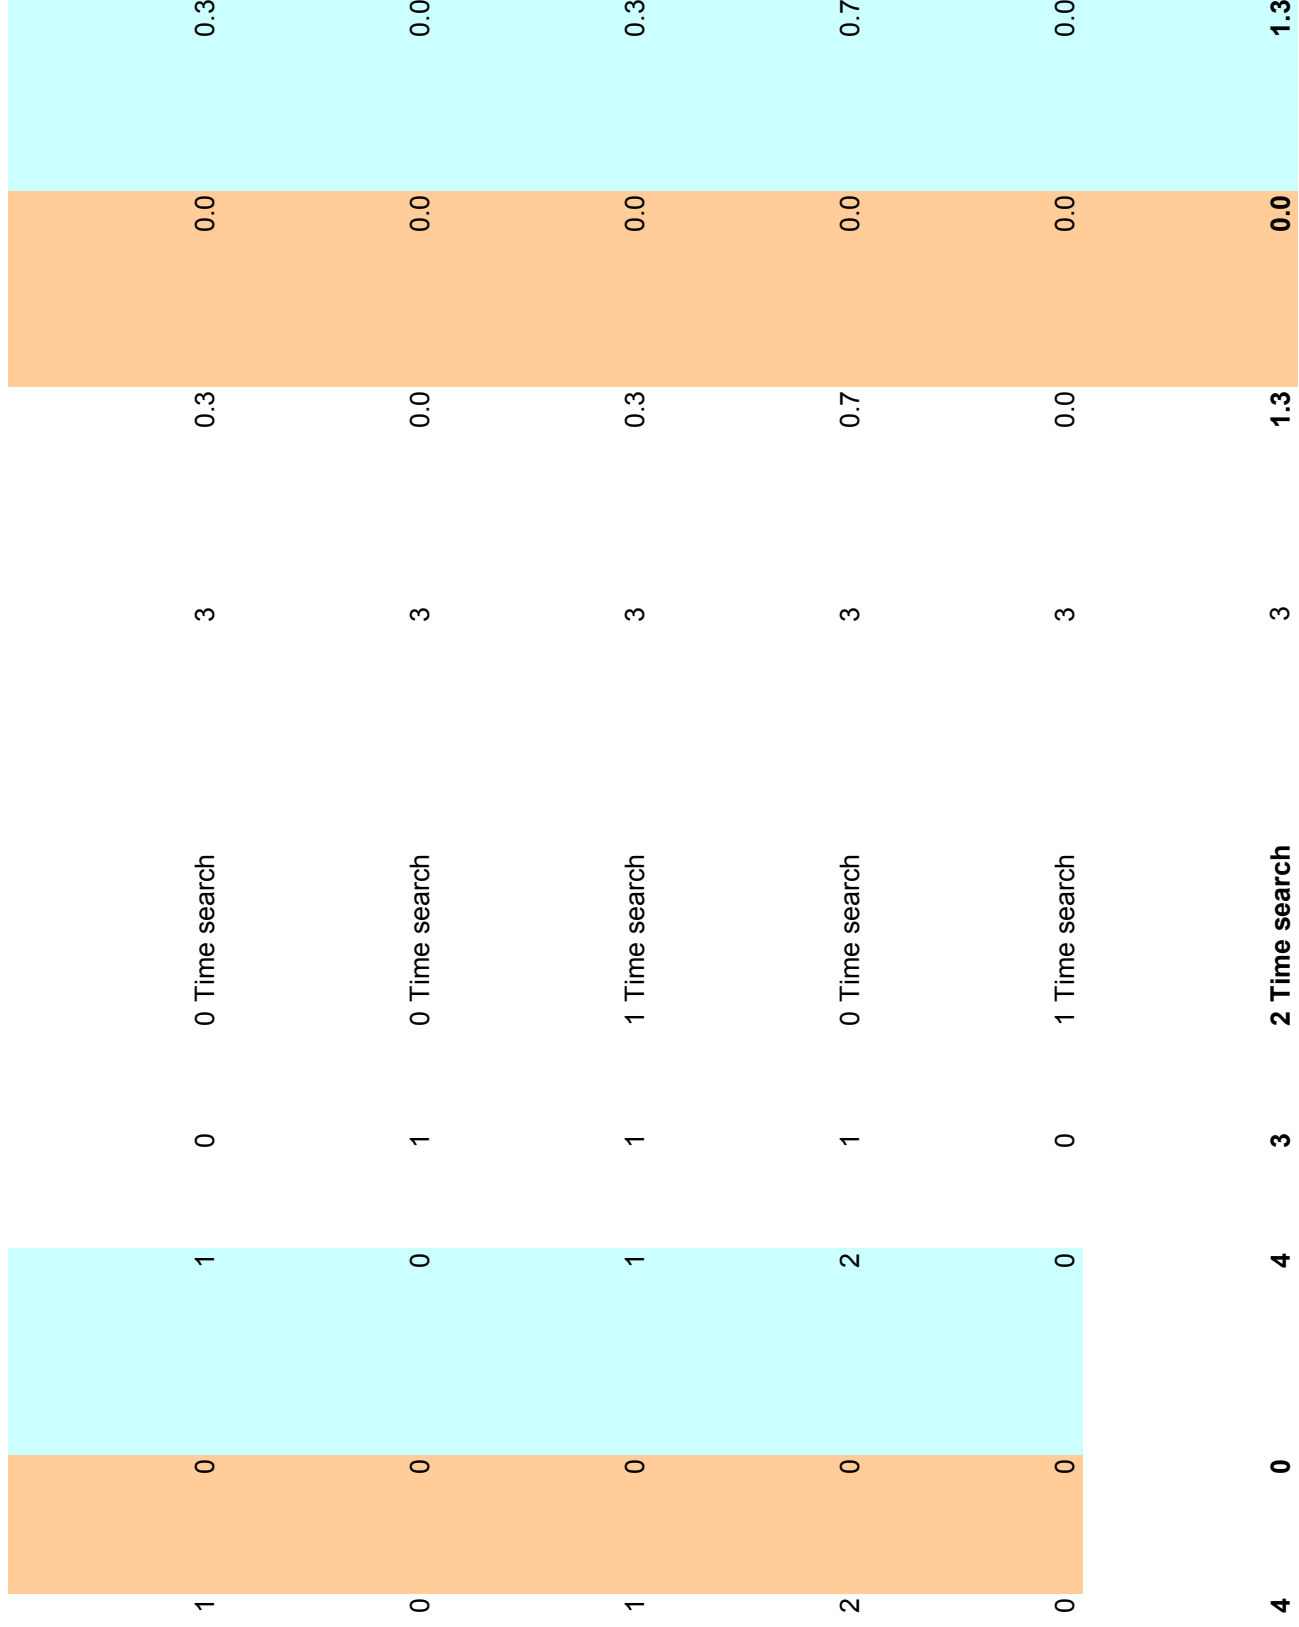 1 0 1 0 0 Time search 3 0.3 0.0 0.3
0 0 0 1 0 Time search 3 0.0 0.0 0.0
1 0 1 1 1 Time search 3 0.3 0.0 0.3
2 0 2 1 0 Time search 3 0.7 0.0 0.7
0 0 0 0 1 Time search 3 0.0 0.0 0.0
4 0 4 3 2 Time search 3 1.3 0.0 1.3